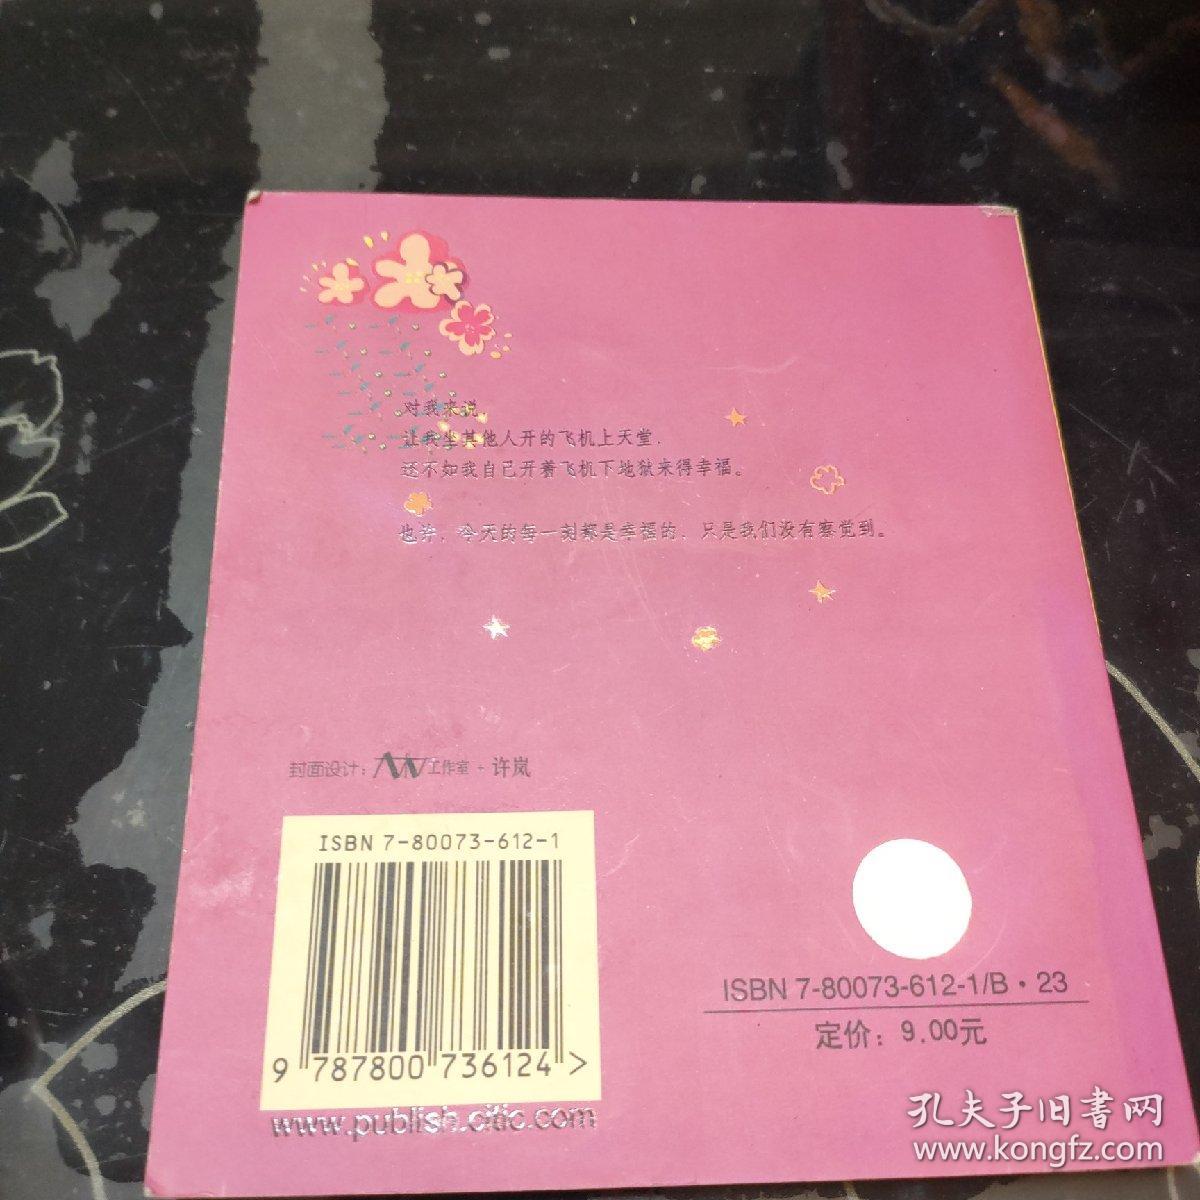 对我来说,
让我坐其他人开的飞机上天堂,
还不如我自己开着飞机下地狱来得幸福。
也许,今天的每一刻都是幸福的,只是我们没有察觉到。
封面设计:AW工作室·许岚
ISBN 7-80073-612-1
9 787800 736124 >
www.publish.citic.com
ISBN 7-80073-612-1/B·23
定价:9.00元
孔夫子旧書网
www.kongfz.com